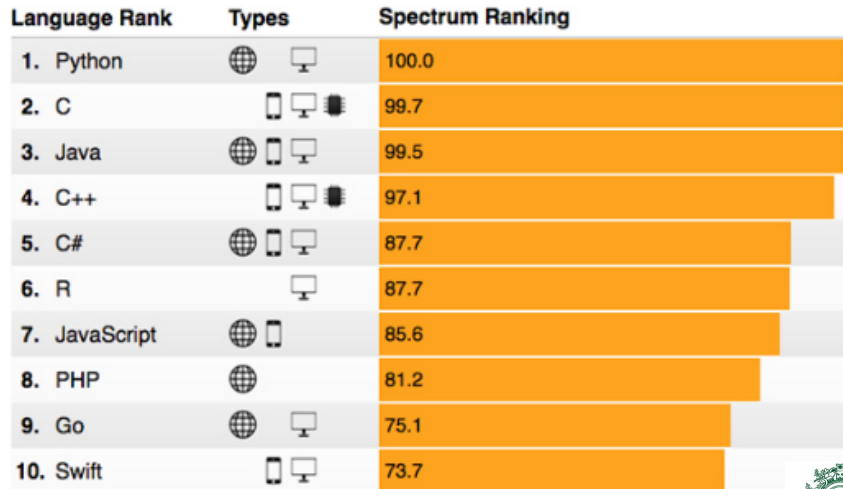 Language Rank Types Spectrum Ranking
1. Python 100.0
2. C 99.7
3. Java 99.5
4. C++ 97.1
5. C# 87.7
6. R 87.7
7. JavaScript 85.6
8. PHP 81.2
9. Go 75.1
10. Swift 73.7